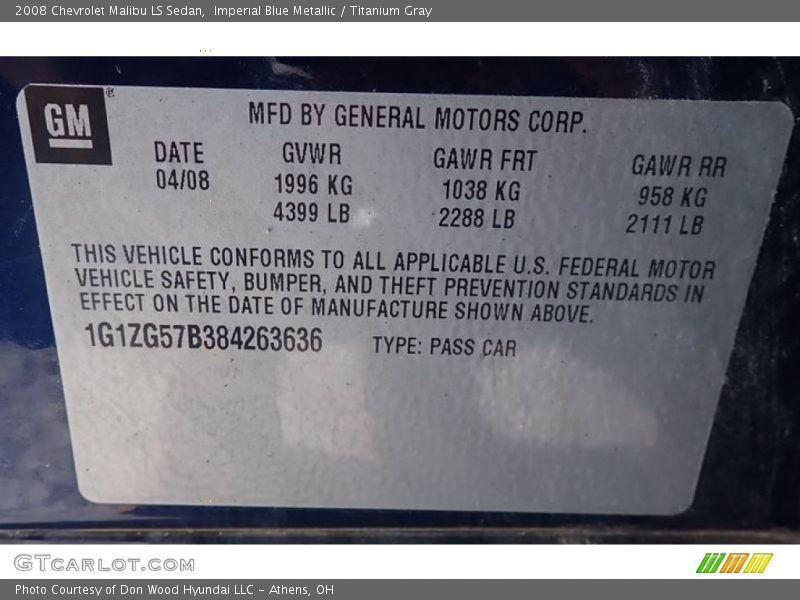 2008 Chevrolet Malibu LS Sedan,  Imperial Blue Metallic / Titanium Gray
GM®
MFD BY GENERAL MOTORS CORP.
DATE GVWR GAWR FRT GAWR RR
04/08 1996 KG 1038 KG 958 KG
4399 LB 2288 LB 2111 LB
THIS VEHICLE CONFORMS TO ALL APPLICABLE U.S. FEDERAL MOTOR
VEHICLE SAFETY, BUMPER, AND THEFT PREVENTION STANDARDS IN
EFFECT ON THE DATE OF MANUFACTURE SHOWN ABOVE.
1G1ZG57B384263636 TYPE: PASS CAR
GTCARLOT.COM
Photo Courtesy of Don Wood Hyundai LLC - Athens, OH